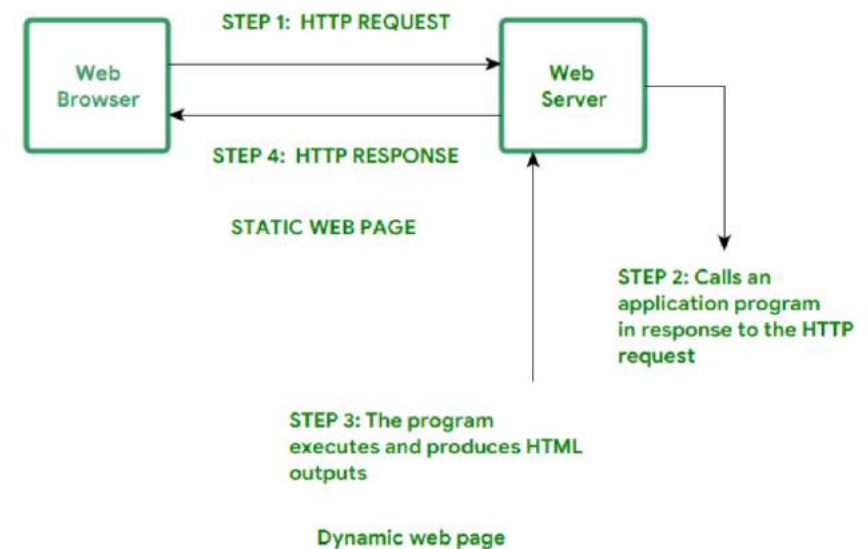 STEP 1: HTTP REQUEST
Web
Browser
Web
Server
STEP 4: HTTP RESPONSE
STATIC WEB PAGE
STEP 2: Calls an
application program
in response to the HTTP
request
STEP 3: The program
executes and produces HTML
outputs
Dynamic web page